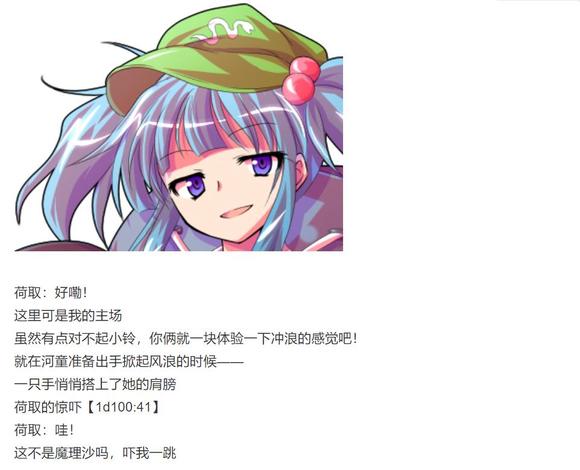 荷取：好嘞！
这里可是我的主场
虽然有点对不起小铃，你俩就一块体验一下冲浪的感觉吧！
就在河童准备出手掀起风浪的时候——
一只手悄悄搭上了她的肩膀
荷取的惊吓【1d100:41】
荷取：哇！
这不是魔理沙吗，吓我一跳